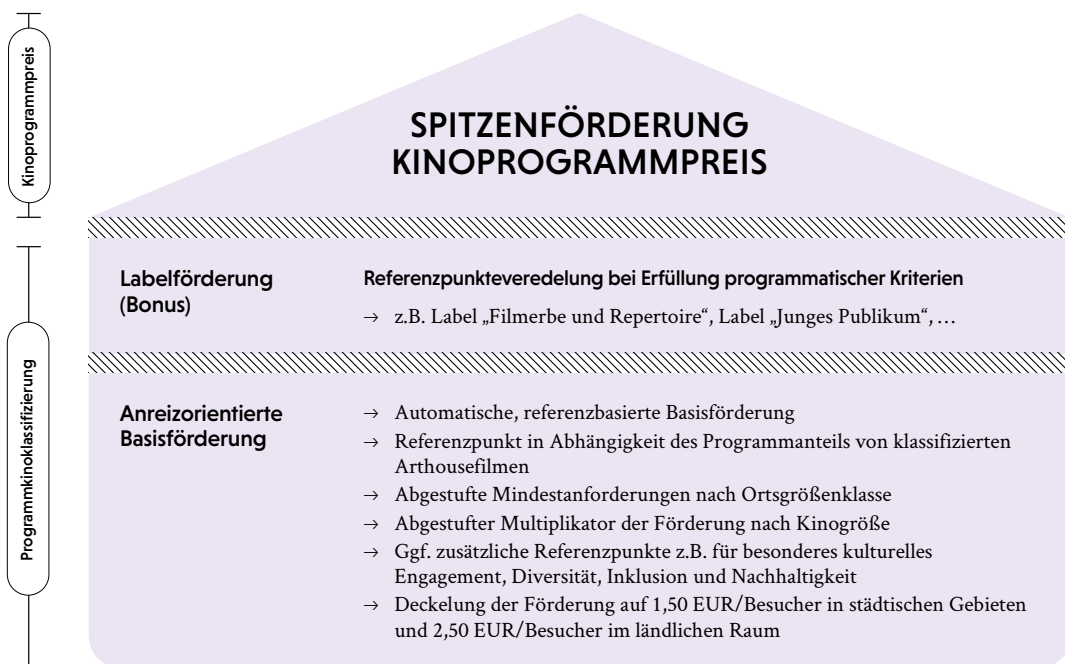 Kinoprogrammpreis
SPITZENFÖRDERUNG
KINOPROGRAMMPREIS
Programmkinoklassifizierung
Labelförderung
(Bonus)
Referenzpunkteveredelung bei Erfüllung programmatischer Kriterien
→ z.B. Label „Filmerbe und Repertoire“, Label „Junges Publikum“, …
Anreizorientierte
Basisförderung
→ Automatische, referenzbasierte Basisförderung
→ Referenzpunkt in Abhängigkeit des Programmanteils von klassifizierten
Arthousefilmen
→ Abgestufte Mindestanforderungen nach Ortsgrößenklasse
→ Abgestufter Multiplikator der Förderung nach Kinogröße
→ Ggf. zusätzliche Referenzpunkte z.B. für besonderes kulturelles
Engagement, Diversität, Inklusion und Nachhaltigkeit
→ Deckelung der Förderung auf 1,50 EUR/Besucher in städtischen Gebieten
und 2,50 EUR/Besucher im ländlichen Raum